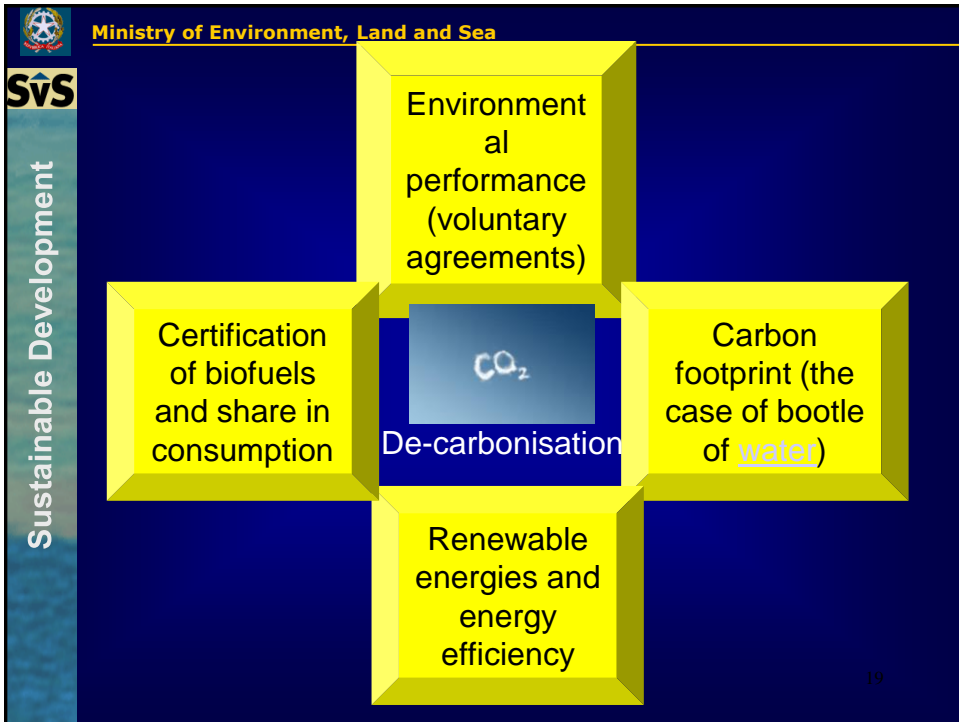 Ministry of Environment, Land and Sea
SvS
Sustainable Development
Environment
al
performance
(voluntary
agreements)
Certification
of biofuels
and share in
consumption
CO₂
De-carbonisation
Carbon
footprint (the
case of bootle
of water)
Renewable
energies and
energy
efficiency
19